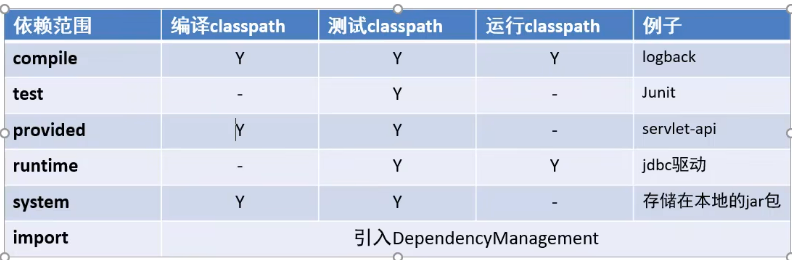 依赖范围 编译classpath 测试classpath 运行classpath 例子
compile Y Y Y logback
test - Y - Junit
provided Y Y - servlet-api
runtime - Y Y jdbc驱动
system Y Y - 存储在本地的jar包
import 引入DependencyManagement